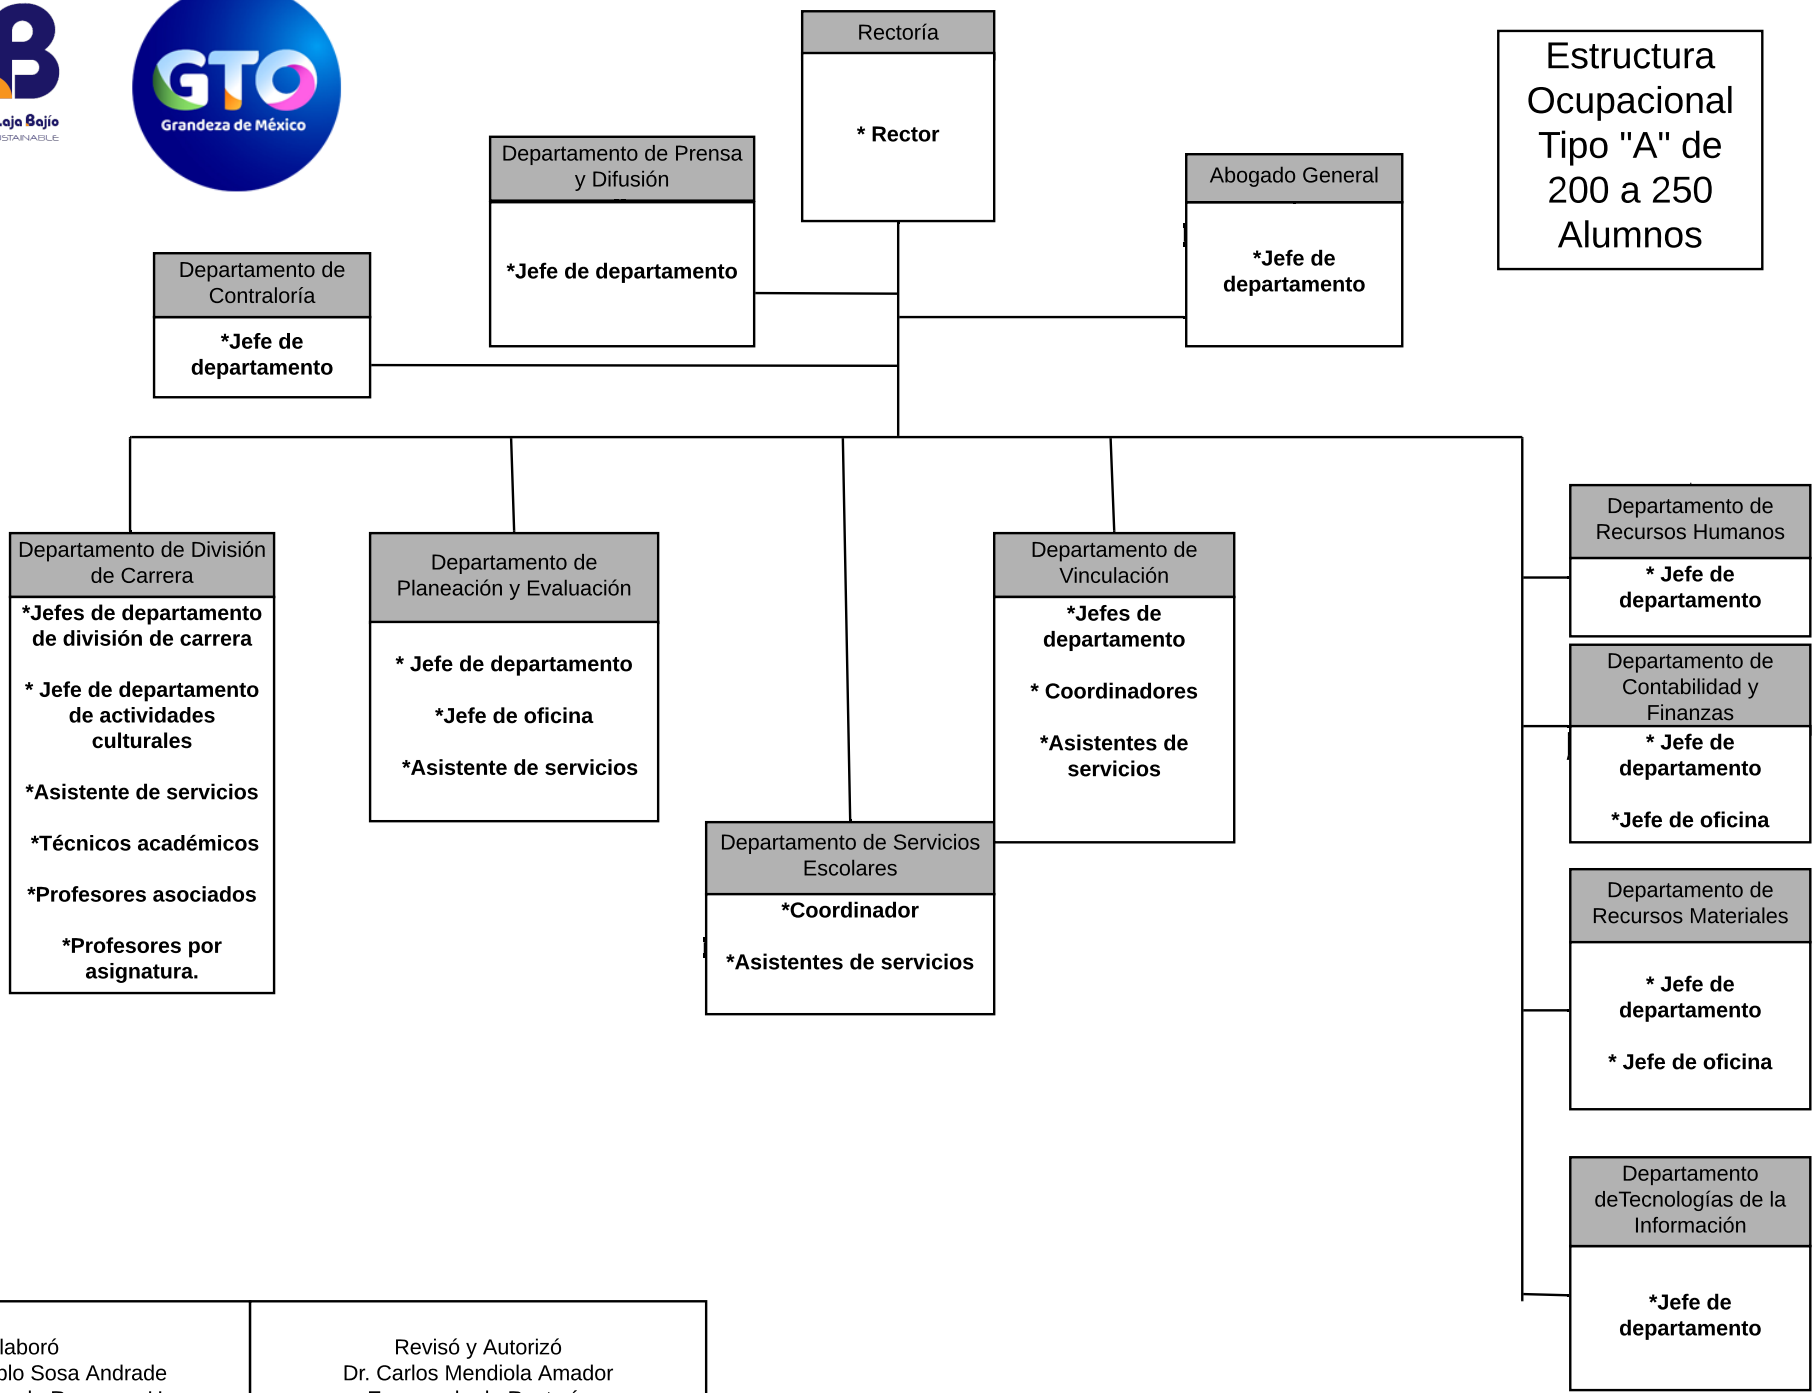 GTO
Grandeza de México
Bajío
Rectoría
* Rector
Estructura
Ocupacional
Tipo "A" de
200 a 250
Alumnos
Departamento de Prensa
y Difusión
*Jefe de departamento
Abogado General
*Jefe de
departamento
Departamento de
Contraloría
*Jefe de
departamento
Departamento de División
de Carrera
*Jefes de departamento
de división de carrera
* Jefe de departamento
de actividades
culturales
*Asistente de servicios
*Técnicos académicos
*Profesores asociados
*Profesores por
asignatura.
Departamento de
Planeación y Evaluación
* Jefe de departamento
*Jefe de oficina
*Asistente de servicios
Departamento de Servicios
Escolares
*Coordinador
*Asistentes de servicios
Departamento de
Vinculación
*Jefes de
departamento
* Coordinadores
*Asistentes de
servicios
Departamento de
Recursos Humanos
* Jefe de
departamento
Departamento de
Contabilidad y
Finanzas
* Jefe de
departamento
*Jefe de oficina
Departamento de
Recursos Materiales
* Jefe de
departamento
* Jefe de oficina
Departamento
deTecnologías de la
Información
*Jefe de
departamento
laboró
Sosa Andrade
Revisó y Autorizó
Dr. Carlos Mendiola Amador